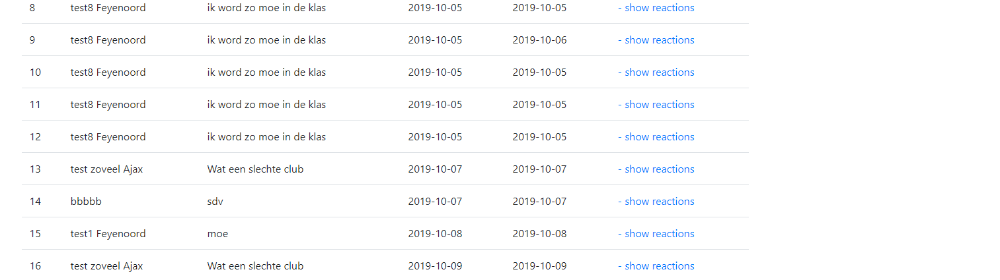 8 test8 Feyenoord ik word zo moe in de klas 2019-10-05 2019-10-05 - show reactions
9 test8 Feyenoord ik word zo moe in de klas 2019-10-05 2019-10-06 - show reactions
10 test8 Feyenoord ik word zo moe in de klas 2019-10-05 2019-10-05 - show reactions
11 test8 Feyenoord ik word zo moe in de klas 2019-10-05 2019-10-05 - show reactions
12 test8 Feyenoord ik word zo moe in de klas 2019-10-05 2019-10-05 - show reactions
13 test zoveel Ajax Wat een slechte club 2019-10-07 2019-10-07 - show reactions
14 bbbbb sdv 2019-10-07 2019-10-07 - show reactions
15 test1 Feyenoord moe 2019-10-08 2019-10-08 - show reactions
16 test zoveel Ajax Wat een slechte club 2019-10-09 2019-10-09 - show reactions